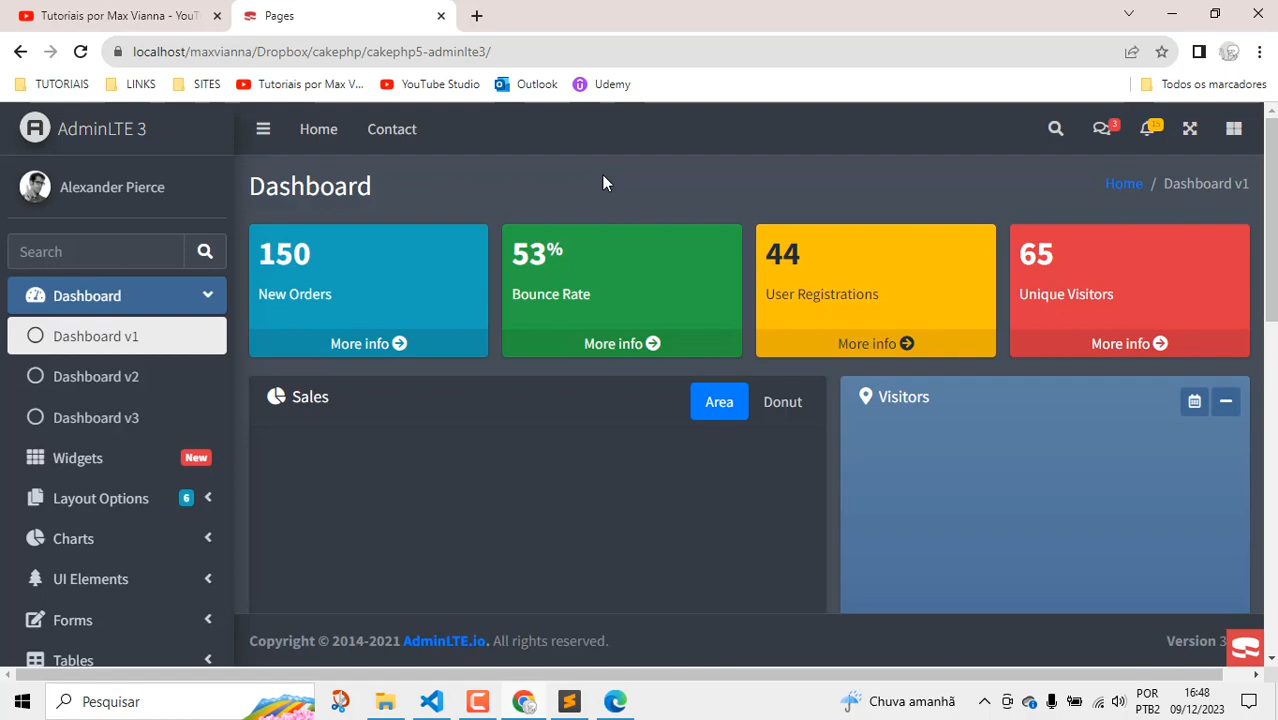 Tutoriais por Max Vianna - YouT
Pages
localhost/maxvianna/Dropbox/cakephp/cakephp5-adminlte3/
TUTORIAIS
LINKS
SITES
Tutoriais por Max V...
YouTube Studio
Outlook
Udemy
Todos os marcadores
AdminLTE 3
Home
Contact
3
15
Alexander Pierce
Dashboard
Home / Dashboard v1
Search
Dashboard
Dashboard v1
Dashboard v2
Dashboard v3
Widgets
New
Layout Options
6
Charts
UI Elements
Forms
Tables
150
New Orders
More info
53%
Bounce Rate
More info
44
User Registrations
More info
65
Unique Visitors
More info
Sales
Area
Donut
Visitors
Copyright © 2014-2021 AdminLTE.io. All rights reserved.
Version 3
Pesquisar
Chuva amanhã
POR
PTB2
16:48
09/12/2023